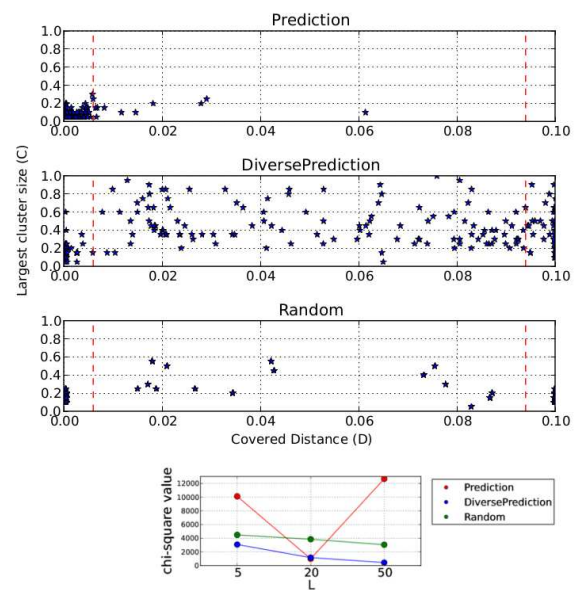 Prediction
1.0
0.8
0.6
0.4
0.2
0.0
0.00 0.02 0.04 0.06 0.08 0.10
DiversePrediction
1.0
0.8
0.6
0.4
0.2
0.0
0.00 0.02 0.04 0.06 0.08 0.10
Largest cluster size (C)
Random
1.0
0.8
0.6
0.4
0.2
0.0
0.00 0.02 0.04 0.06 0.08 0.10
Covered Distance (D)
chi-square value
12000
10000
8000
6000
4000
2000
0
5 20 50
L
Prediction
DiversePrediction
Random